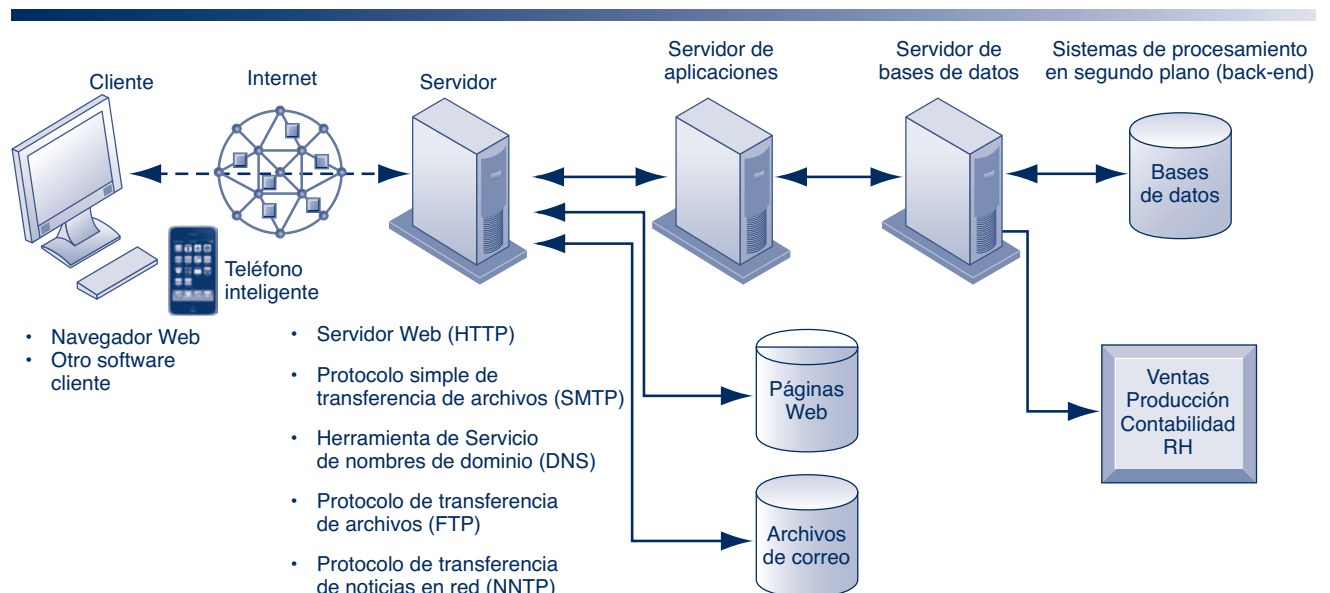 Cliente
Internet
Servidor
Servidor de
aplicaciones
Servidor de
bases de datos
Sistemas de procesamiento
en segundo plano (back-end)
Bases
de datos
Teléfono
inteligente
• Navegador Web
• Otro software
cliente
• Servidor Web (HTTP)
• Protocolo simple de
transferencia de archivos (SMTP)
• Herramienta de Servicio
de nombres de dominio (DNS)
• Protocolo de transferencia
de archivos (FTP)
• Protocolo de transferencia
de noticias en red (NNTP)
Páginas
Web
Archivos
de correo
Ventas
Producción
Contabilidad
RH